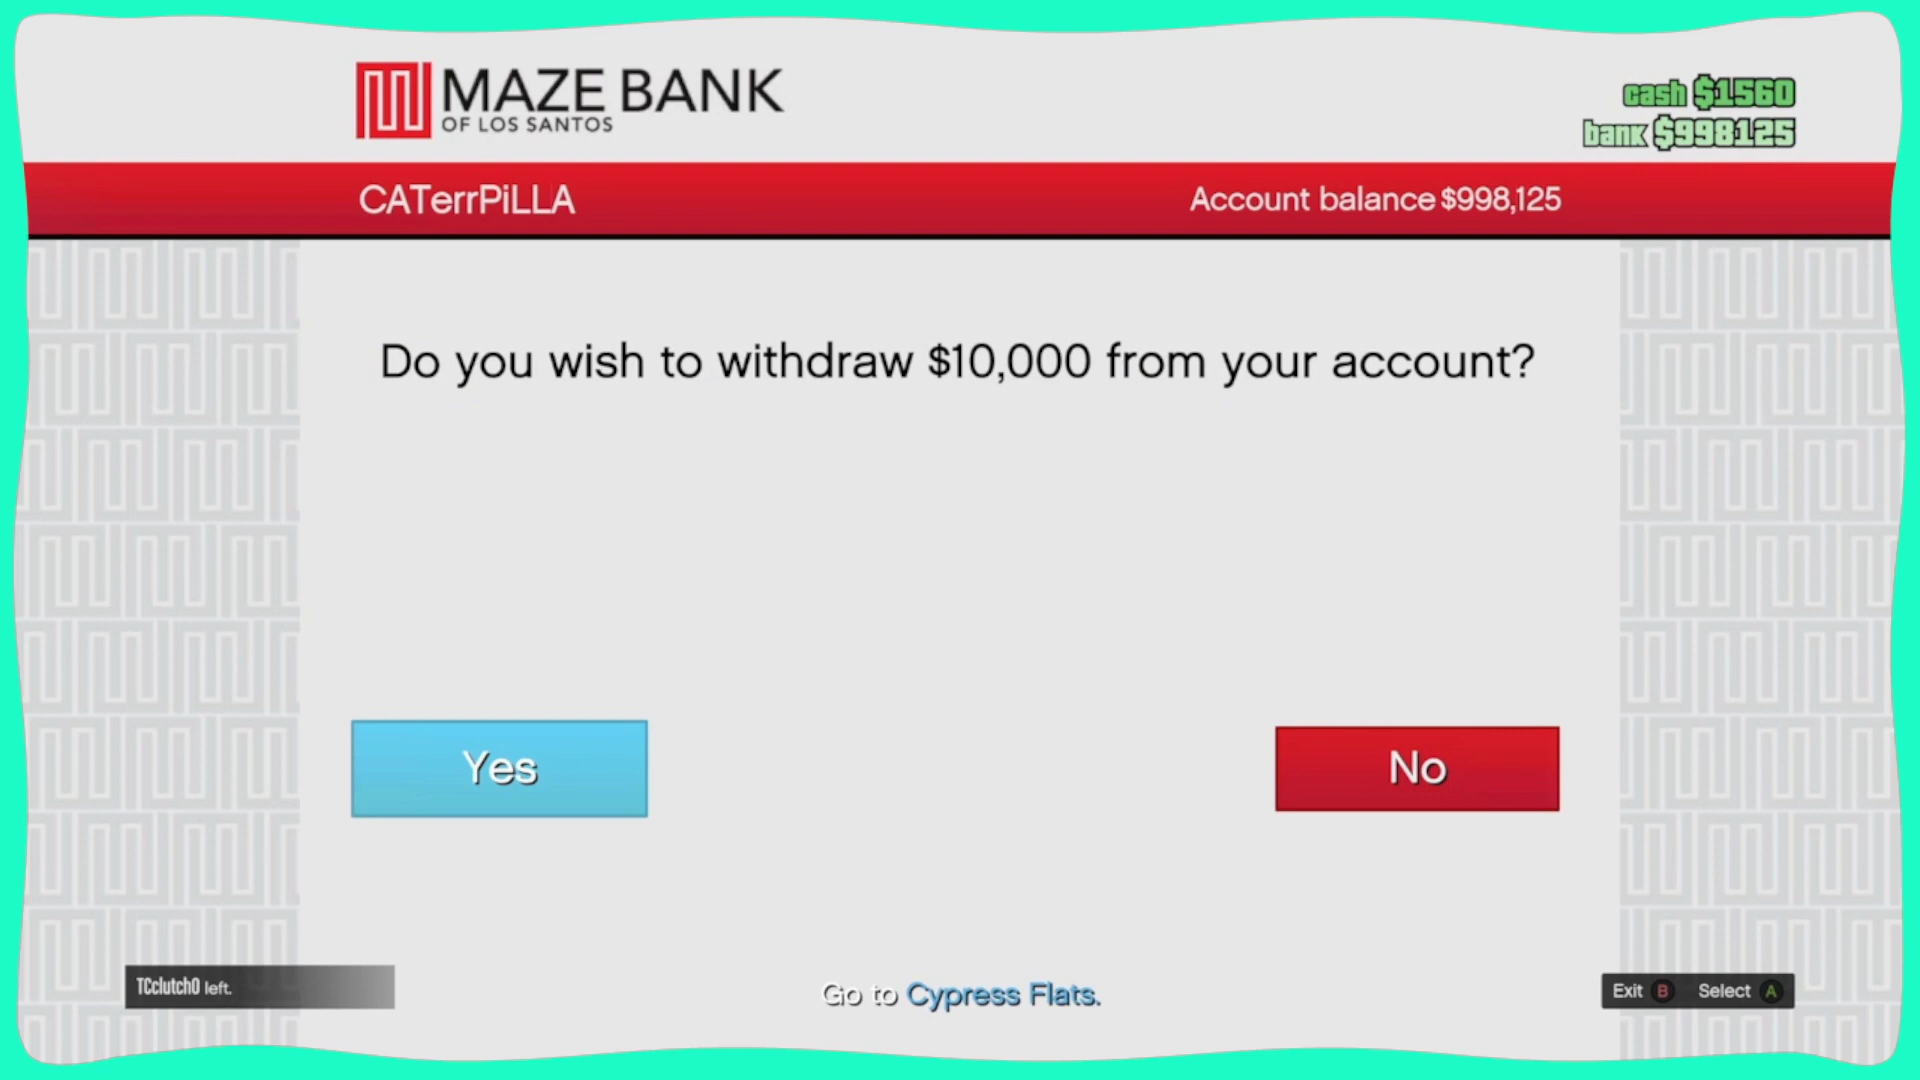 MAZE BANK
OF LOS SANTOS
cash $1560
bank $998125
CATerrPiLLA
Account balance $998,125
Do you wish to withdraw $10,000 from your account?
Yes
No
TCclutch0 left.
Go to Cypress Flats.
Exit B Select A